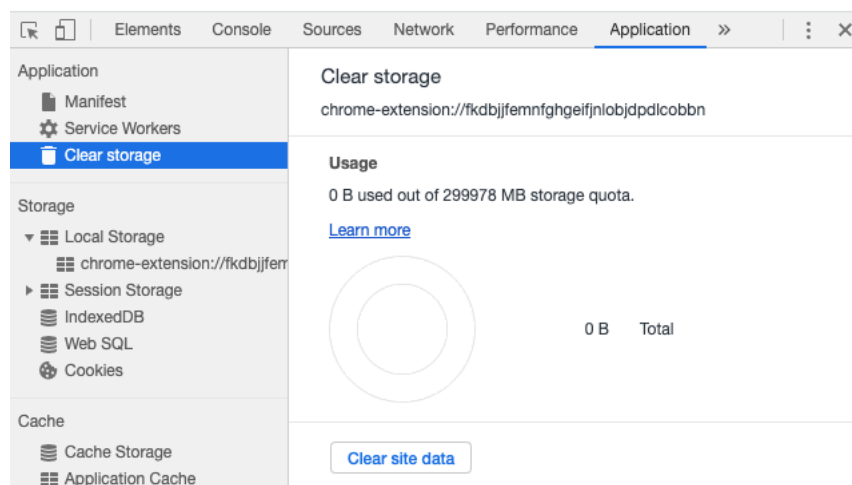 Elements Console Sources Network Performance Application »
Application
Manifest
Service Workers
Clear storage
Storage
Local Storage
chrome-extension://fkdbjjfem
Session Storage
IndexedDB
Web SQL
Cookies
Cache
Cache Storage
Application Cache
Clear storage
chrome-extension://fkdbjjfemnfghgeifjnlobjdpdlcobbn
Usage
0 B used out of 299978 MB storage quota.
Learn more
0 B Total
Clear site data